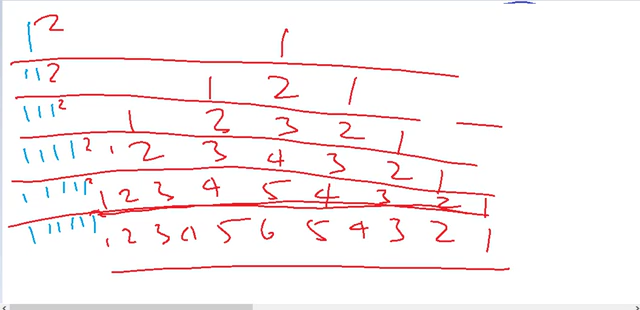 1² 1
11² 1 2 1
111² 1 2 3 2 1
1111² 1 2 3 4 3 2 1
11111² 1 2 3 4 5 4 3 2 1
111111 1 2 3 4 5 6 5 4 3 2 1